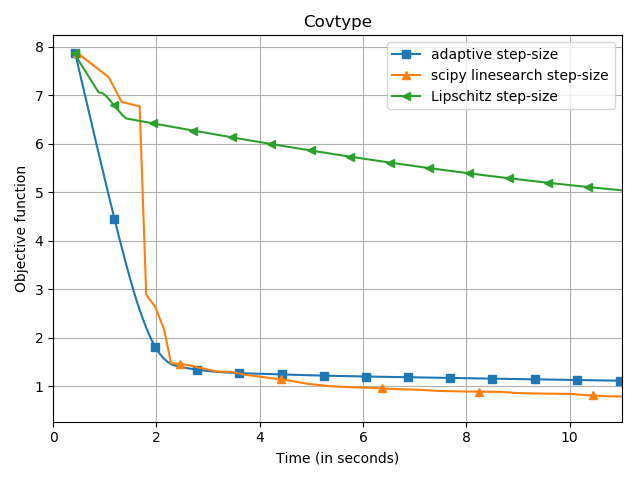 Covtype
adaptive step-size
scipy linesearch step-size
Lipschitz step-size
Objective function
8
7
6
5
4
3
2
1
0
2
4
6
8
10
Time (in seconds)